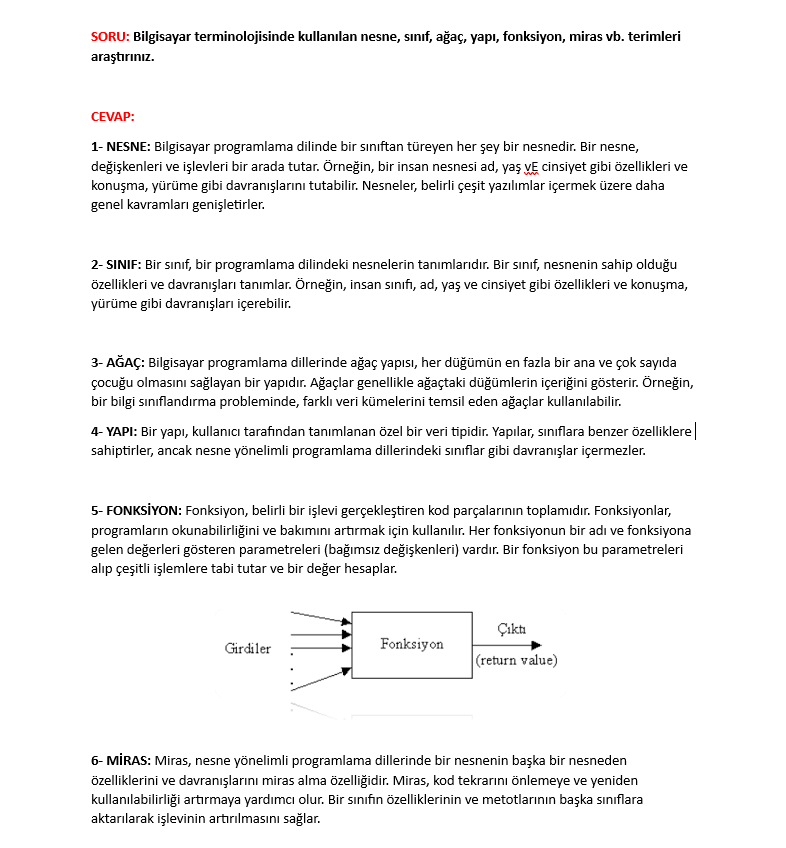 SORU: Bilgisayar terminolojisinde kullanılan nesne, sınıf, ağaç, yapı, fonksiyon, miras vb. terimleri
araştırınız.
CEVAP:
1- NESNE: Bilgisayar programlama dilinde bir sınıftan türeyen her şey bir nesnedir. Bir nesne,
değişkenleri ve işlevleri bir arada tutar. Örneğin, bir insan nesnesi ad, yaş vE cinsiyet gibi özellikleri ve
konuşma, yürüme gibi davranışlarını tutabilir. Nesneler, belirli çeşit yazılımlar içermek üzere daha
genel kavramları genişletirler.
2- SINIF: Bir sınıf, bir programlama dilindeki nesnelerin tanımlarıdır. Bir sınıf, nesnenin sahip olduğu
özellikleri ve davranışları tanımlar. Örneğin, insan sınıfı, ad, yaş ve cinsiyet gibi özellikleri ve konuşma,
yürüme gibi davranışları içerebilir.
3- AĞAÇ: Bilgisayar programlama dillerinde ağaç yapısı, her düğümün en fazla bir ana ve çok sayıda
çocuğu olmasını sağlayan bir yapıdır. Ağaçlar genellikle ağaçtaki düğümlerin içeriğini gösterir. Örneğin,
bir bilgi sınıflandırma probleminde, farklı veri kümelerini temsil eden ağaçlar kullanılabilir.
4- YAPI: Bir yapı, kullanıcı tarafından tanımlanan özel bir veri tipidir. Yapılar, sınıflara benzer özelliklere
sahiptirler, ancak nesne yönelimli programlama dillerindeki sınıflar gibi davranışlar içermezler.
5- FONKSİYON: Fonksiyon, belirli bir işlevi gerçekleştiren kod parçalarının toplamıdır. Fonksiyonlar,
programların okunabilirliğini ve bakımını artırmak için kullanılır. Her fonksiyonun bir adı ve fonksiyona
gelen değerleri gösteren parametreleri (bağımsız değişkenleri) vardır. Bir fonksiyon bu parametreleri
alıp çeşitli işlemlere tabi tutar ve bir değer hesaplar.
Girdiler
Fonksiyon
Çıktı
(return value)
6- MİRAS: Miras, nesne yönelimli programlama dillerinde bir nesnenin başka bir nesneden
özelliklerini ve davranışlarını miras alma özelliğidir. Miras, kod tekrarını önlemeye ve yeniden
kullanılabilirliği artırmaya yardımcı olur. Bir sınıfın özelliklerinin ve metotlarının başka sınıflara
aktarılarak işlevinin artırılmasını sağlar.